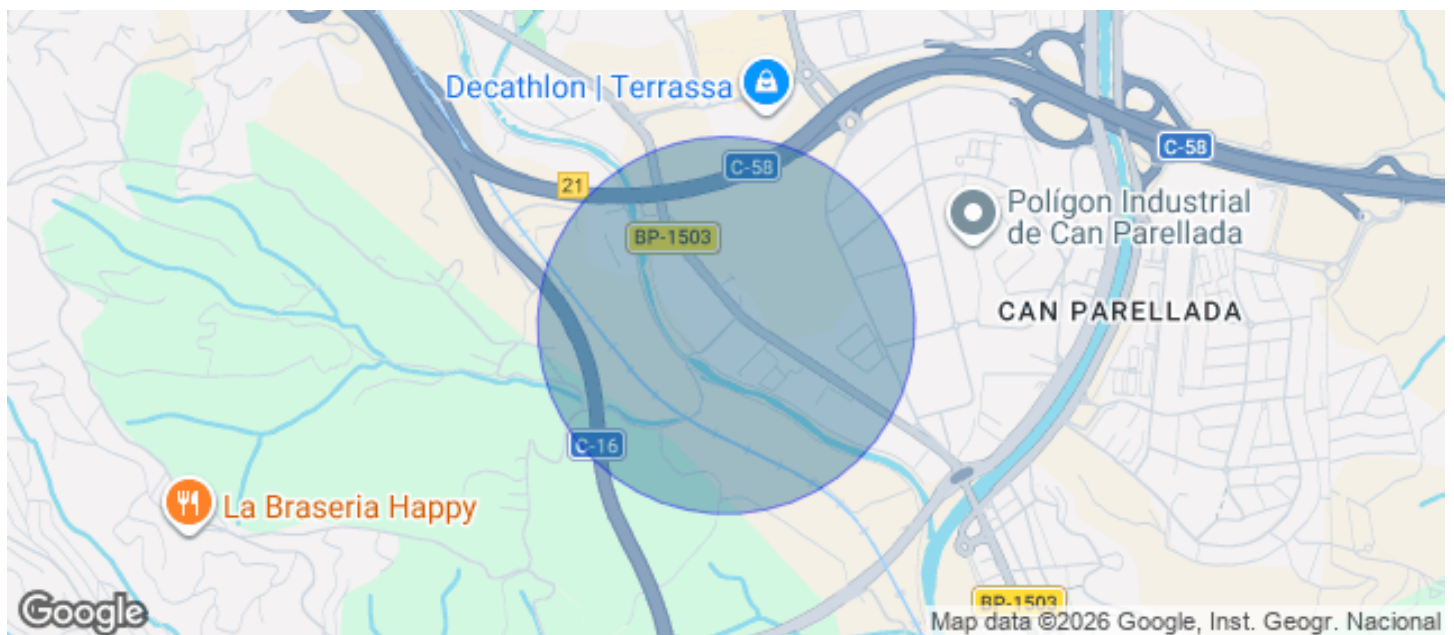 Decathlon | Terrassa
C-58
C-58
21
Polígon Industrial
de Can Parellada
BP-1503
CAN PARELLADA
C-16
La Braseria Happy
BP-1503
Google
Map data ©2026 Google, Inst. Geogr. Nacional